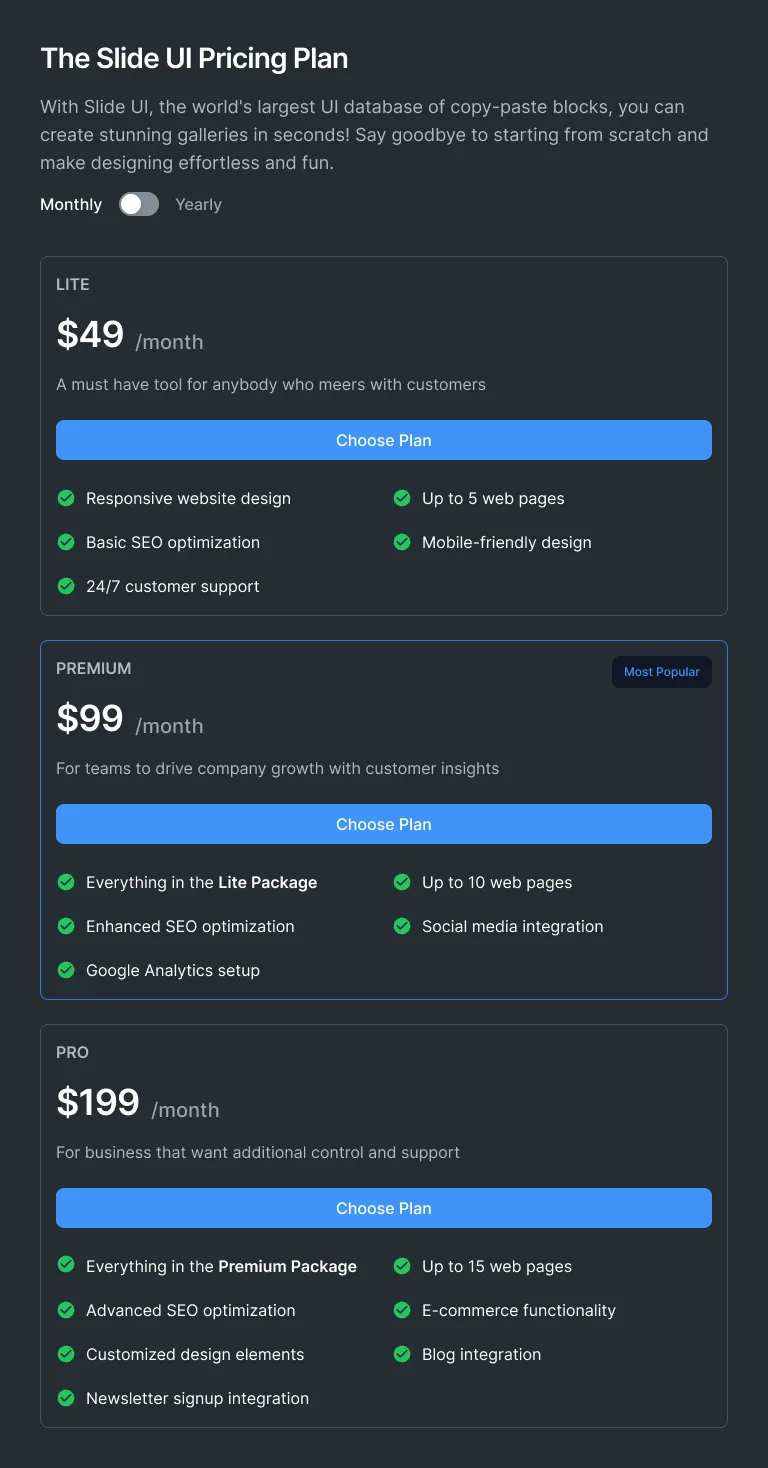 The Slide UI Pricing Plan
With Slide UI, the world's largest UI database of copy-paste blocks, you can
create stunning galleries in seconds! Say goodbye to starting from scratch and
make designing effortless and fun.
Monthly Yearly
LITE
$49 /month
A must have tool for anybody who meers with customers
Choose Plan
Responsive website design Up to 5 web pages
Basic SEO optimization Mobile-friendly design
24/7 customer support
PREMIUM Most Popular
$99 /month
For teams to drive company growth with customer insights
Choose Plan
Everything in the Lite Package Up to 10 web pages
Enhanced SEO optimization Social media integration
Google Analytics setup
PRO
$199 /month
For business that want additional control and support
Choose Plan
Everything in the Premium Package Up to 15 web pages
Advanced SEO optimization E-commerce functionality
Customized design elements Blog integration
Newsletter signup integration